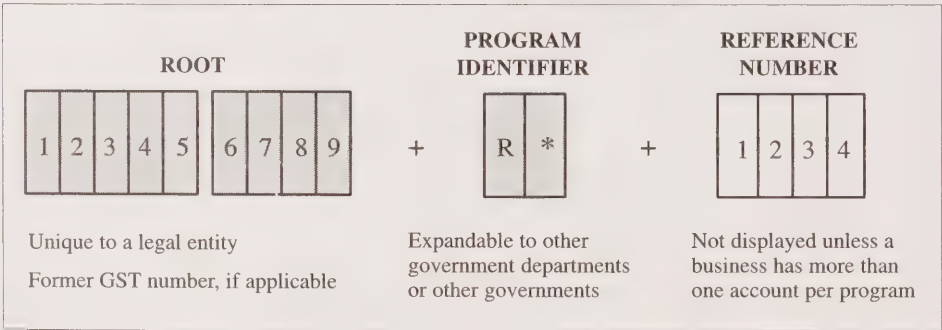 ROOT
PROGRAM
IDENTIFIER
REFERENCE
NUMBER
1 2 3 4 5 6 7 8 9 + R * + 1 2 3 4
Unique to a legal entity
Former GST number, if applicable
Expandable to other
government departments
or other governments
Not displayed unless a
business has more than
one account per program